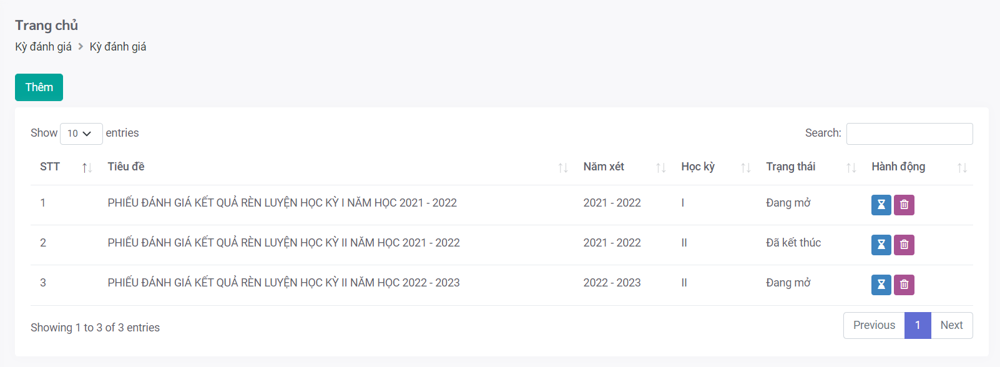 Trang chủ
Kỳ đánh giá > Kỳ đánh giá
Thêm
Show 10 entries Search:
STT Tiêu đề Năm xét Học kỳ Trạng thái Hành động
1 PHIẾU ĐÁNH GIÁ KẾT QUẢ RÈN LUYỆN HỌC KỲ I NĂM HỌC 2021 - 2022 2021 - 2022 I Đang mở
2 PHIẾU ĐÁNH GIÁ KẾT QUẢ RÈN LUYỆN HỌC KỲ II NĂM HỌC 2021 - 2022 2021 - 2022 II Đã kết thúc
3 PHIẾU ĐÁNH GIÁ KẾT QUẢ RÈN LUYỆN HỌC KỲ II NĂM HỌC 2022 - 2023 2022 - 2023 II Đang mở
Showing 1 to 3 of 3 entries Previous 1 Next